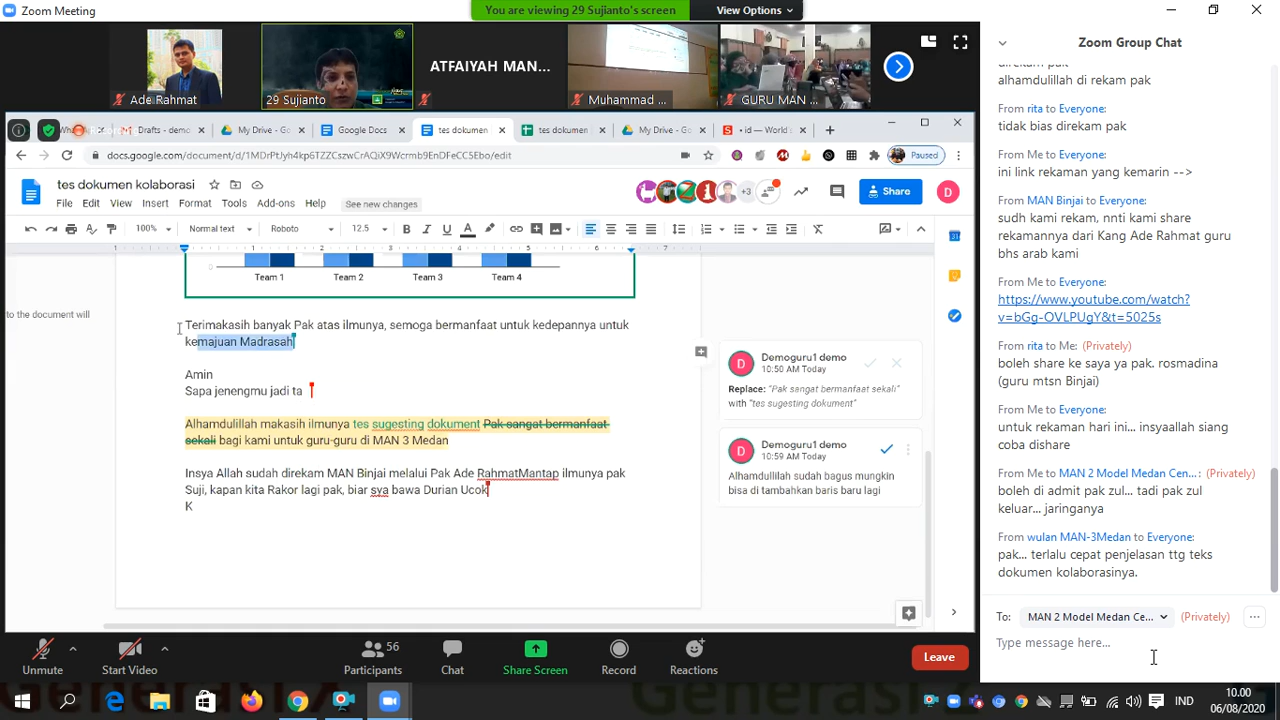 Zoom Meeting
You are viewing 29 Sujianto's screen
View Options
Ade Rahmat
29 Sujianto
ATFAIYAH MAN...
Muhammad ...
GURU MAN ...
Drafts - demo
My Drive - Go
Google Docs
tes dokumen
tes dokumen
My Drive - Go
• id — World s
docs.google.com/document/d/1MDrPtJyh4kp6TZZCszwCrAQiX9Wcrmb9EnDFeCC5Ebo/edit
Paused
tes dokumen kolaborasi
+3
Share
D
File Edit View Insert Format Tools Add-ons Help See new changes
100% Normal text Roboto 12.5 B I U A
1 1 2 3 4 5 6 7
Team 1 Team 2 Team 3 Team 4
to the document will
Terimakasih banyak Pak atas ilmunya, semoga bermanfaat untuk kedepannya untuk
kemajuan Madrasah
Amin
Sapa jenengmu jadi ta
Alhamdulillah makasih ilmunya tes sugesting dokument Pak sangat bermanfaat
sekali bagi kami untuk guru-guru di MAN 3 Medan
Insya Allah sudah direkam MAN Binjai melalui Pak Ade RahmatMantap ilmunya pak
Suji, kapan kita Rakor lagi pak, biar sya bawa Durian Ucok
K
D
Demoguru1 demo
10:50 AM Today
Replace: "Pak sangat bermanfaat sekali"
with "tes sugesting dokument"
D
Demoguru1 demo
10:59 AM Today
Alhamdullilah sudah bagus mungkin
bisa di tambahkan baris baru lagi
Unmute
Start Video
56
Participants
Chat
Share Screen
Record
Reactions
Leave
Zoom Group Chat
direkam pak
alhamdulillah di rekam pak
From rita to Everyone:
tidak bias direkam pak
From Me to Everyone:
ini link rekaman yang kemarin -->
From MAN Binjai to Everyone:
sudh kami rekam, nnti kami share
rekamannya dari Kang Ade Rahmat guru
bhs arab kami
From Me to Everyone:
https://www.youtube.com/watch?
v=bGg-OVLPUgY&t=5025s
From rita to Me: (Privately)
boleh share ke saya ya pak. rosmadina
(guru mtsn Binjai)
From Me to Everyone:
untuk rekaman hari ini... insyaallah siang
coba dishare
From Me to MAN 2 Model Medan Cen...: (Privately)
boleh di admit pak zul... tadi pak zul
keluar... jaringanya
From wulan MAN-3Medan to Everyone:
pak... terlalu cepat penjelasan ttg teks
dokumen kolaborasinya.
To: MAN 2 Model Medan Ce... (Privately)
Type message here...
IND
10.00
06/08/2020